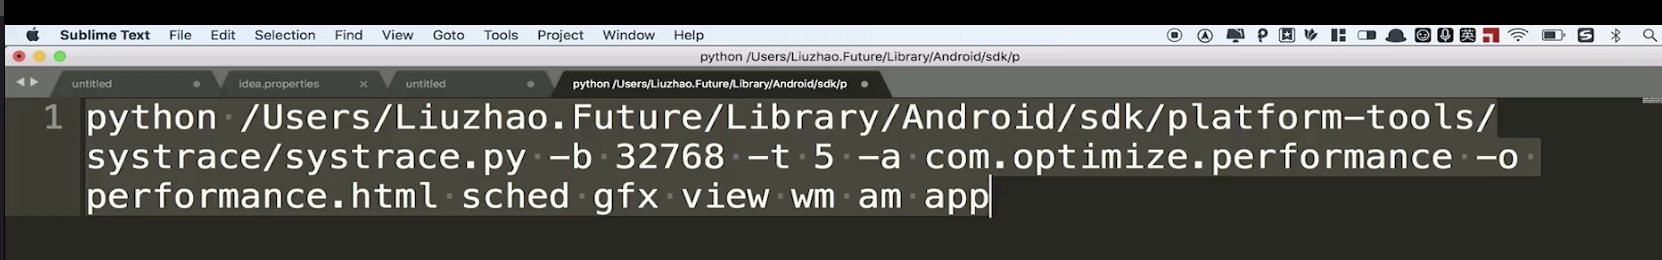 Sublime Text File Edit Selection Find View Goto Tools Project Window Help 英
python /Users/Liuzhao.Future/Library/Android/sdk/p
untitled idea.properties untitled python /Users/Liuzhao.Future/Library/Android/sdk/p
1 python /Users/Liuzhao.Future/Library/Android/sdk/platform-tools/
systrace/systrace.py -b 32768 -t 5 -a com.optimize.performance -o
performance.html sched gfx view wm am app